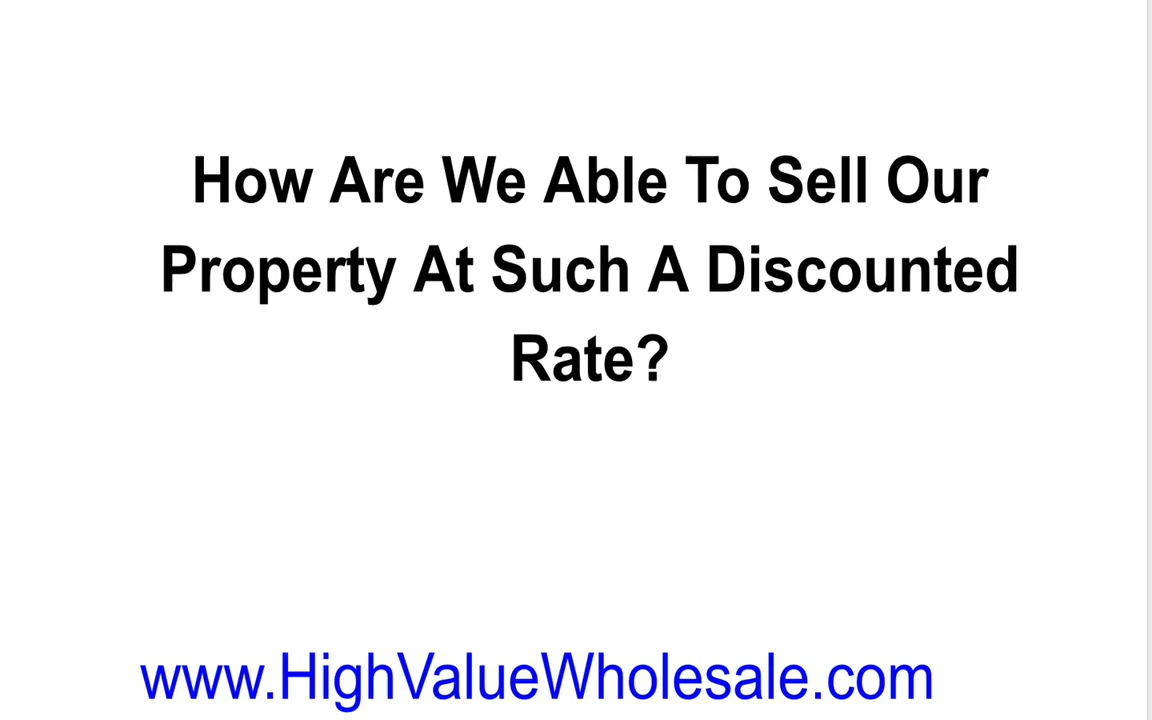 How Are We Able To Sell Our
Property At Such A Discounted
Rate?
www.HighValueWholesale.com